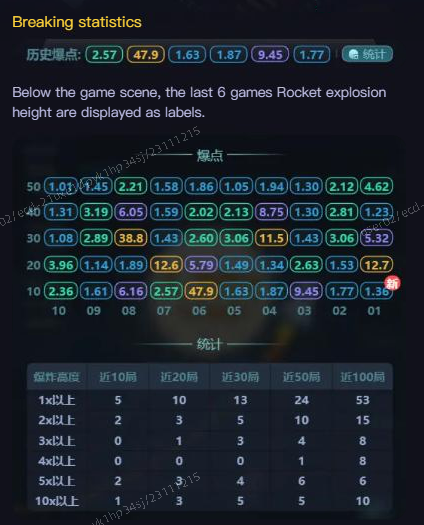 Breaking statistics
历史爆点: 2.57 47.9 1.63 1.87 9.45 1.77 统计
Below the game scene, the last 6 games Rocket explosion
height are displayed as labels.
爆点
50 1.01 1.45 2.21 1.58 1.86 1.05 1.94 1.30 2.12 4.62
40 1.31 3.19 6.05 1.59 2.02 2.13 8.75 1.30 2.81 1.23
30 1.08 2.89 38.8 1.43 2.60 3.06 11.5 1.43 3.06 5.32
20 3.96 1.14 1.89 12.6 5.79 1.49 1.34 2.63 1.53 12.7
新
10 2.36 1.61 6.16 2.57 47.9 1.63 1.87 9.45 1.77 1.36
10 09 08 07 06 05 04 03 02 01
统计
爆炸高度 近10局 近20局 近30局 近50局 近100局
1x以上 5 10 13 24 53
2x以上 2 3 5 10 15
3x以上 0 1 3 4 8
4x以上 0 0 0 1 8
5x以上 2 3 4 6 6
10x以上 1 3 5 5 10